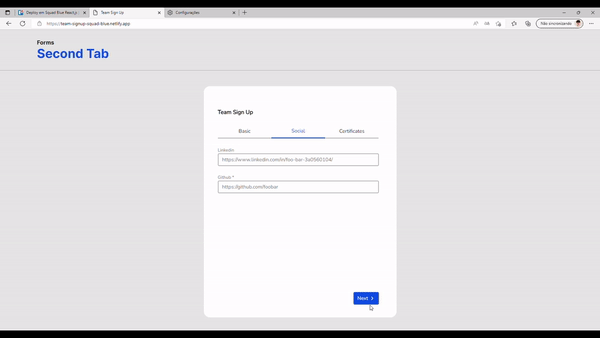 Deploy em Squad Blue React.j
Team Sign Up
Configurações
https://team-signup-squad-blue.netlify.app
Não sincronizando
Forms
Second Tab
Team Sign Up
Basic
Social
Certificates
Linkedin
https://www.linkedin.com/in/foo-bar-3a0560104/
Github *
https://github.com/foobar
Next